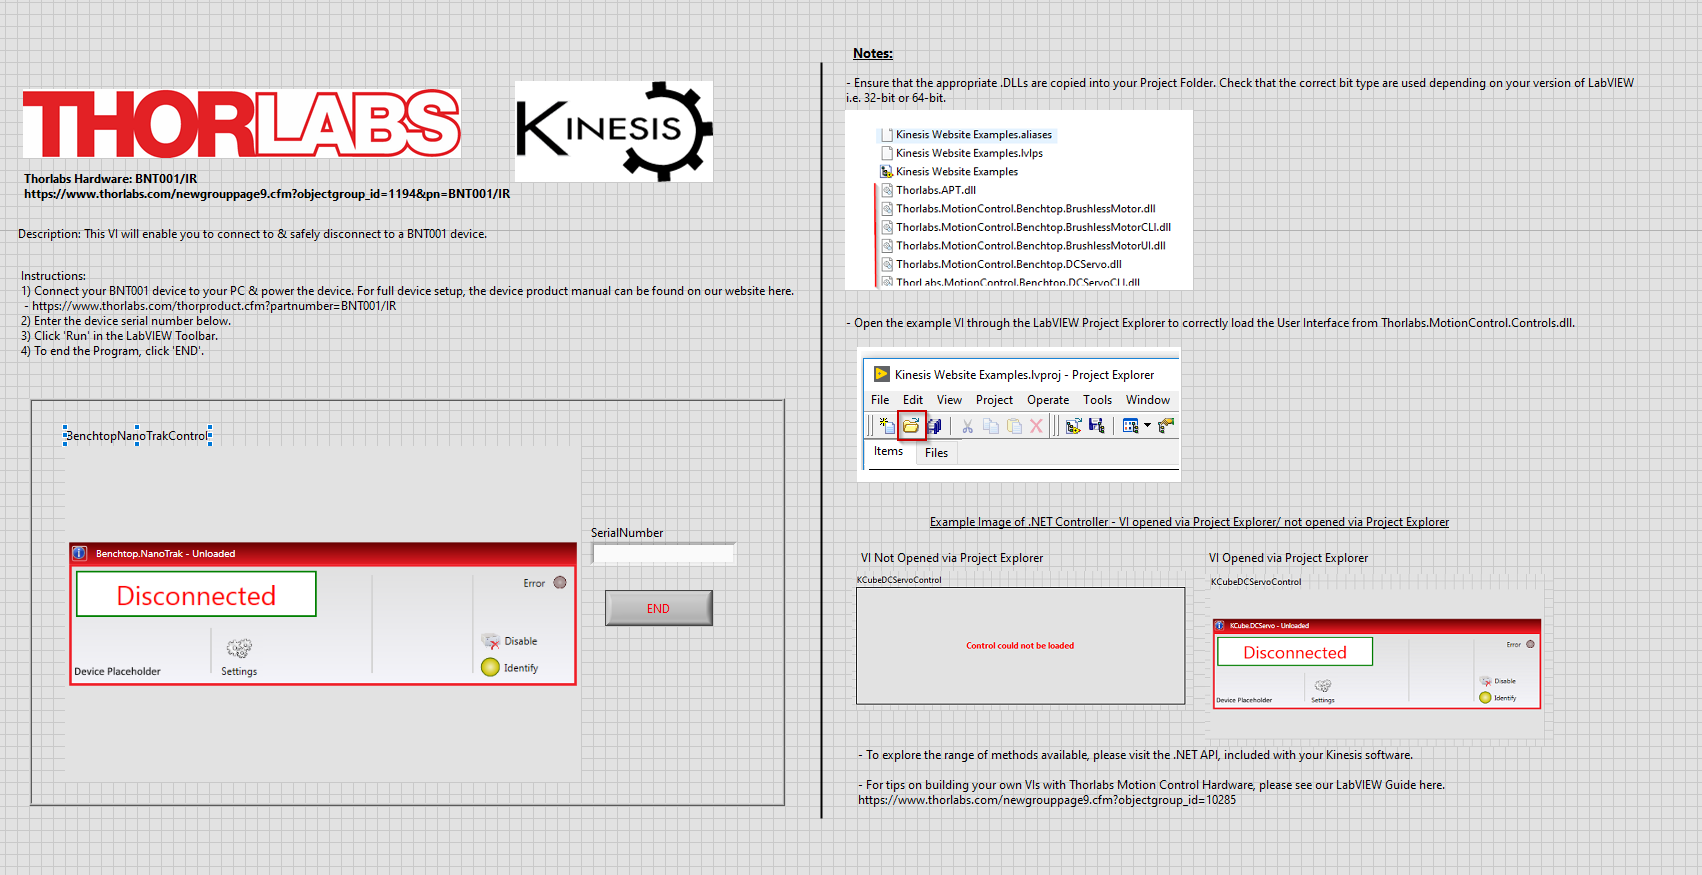 THORLABS
KINESIS
Thorlabs Hardware: BNT001/IR
https://www.thorlabs.com/newgrouppage9.cfm?objectgroup_id=1194&pn=BNT001/IR
Description: This VI will enable you to connect to & safely disconnect to a BNT001 device.
Instructions:
1) Connect your BNT001 device to your PC & power the device. For full device setup, the device product manual can be found on our website here.
- https://www.thorlabs.com/thorproduct.cfm?partnumber=BNT001/IR
2) Enter the device serial number below.
3) Click 'Run' in the LabVIEW Toolbar.
4) To end the Program, click 'END'.
BenchtopNanoTrakControl
Benchtop.NanoTrak - Unloaded
Disconnected
Error
Disable
Identify
Device Placeholder
Settings
SerialNumber
END
Notes:
- Ensure that the appropriate .DLLs are copied into your Project Folder. Check that the correct bit type are used depending on your version of LabVIEW
i.e. 32-bit or 64-bit.
Kinesis Website Examples.aliases
Kinesis Website Examples.lvlps
Kinesis Website Examples
Thorlabs.APT.dll
Thorlabs.MotionControl.Benchtop.BrushlessMotor.dll
Thorlabs.MotionControl.Benchtop.BrushlessMotorCLI.dll
Thorlabs.MotionControl.Benchtop.BrushlessMotorUI.dll
Thorlabs.MotionControl.Benchtop.DCServo.dll
ThorLabs.MotionControl.Benchtop.DCServoCLI.dll
- Open the example VI through the LabVIEW Project Explorer to correctly load the User Interface from Thorlabs.MotionControl.Controls.dll.
Kinesis Website Examples.lvproj - Project Explorer
File Edit View Project Operate Tools Window
Items Files
Example Image of .NET Controller - VI opened via Project Explorer/ not opened via Project Explorer
VI Not Opened via Project Explorer
KCubeDCServoControl
Control could not be loaded
VI Opened via Project Explorer
KCubeDCServoControl
KCube.DCServo - Unloaded
Disconnected
Error
Disable
Identify
Device Placeholder
Settings
- To explore the range of methods available, please visit the .NET API, included with your Kinesis software.
- For tips on building your own VIs with Thorlabs Motion Control Hardware, please see our LabVIEW Guide here.
https://www.thorlabs.com/newgrouppage9.cfm?objectgroup_id=10285